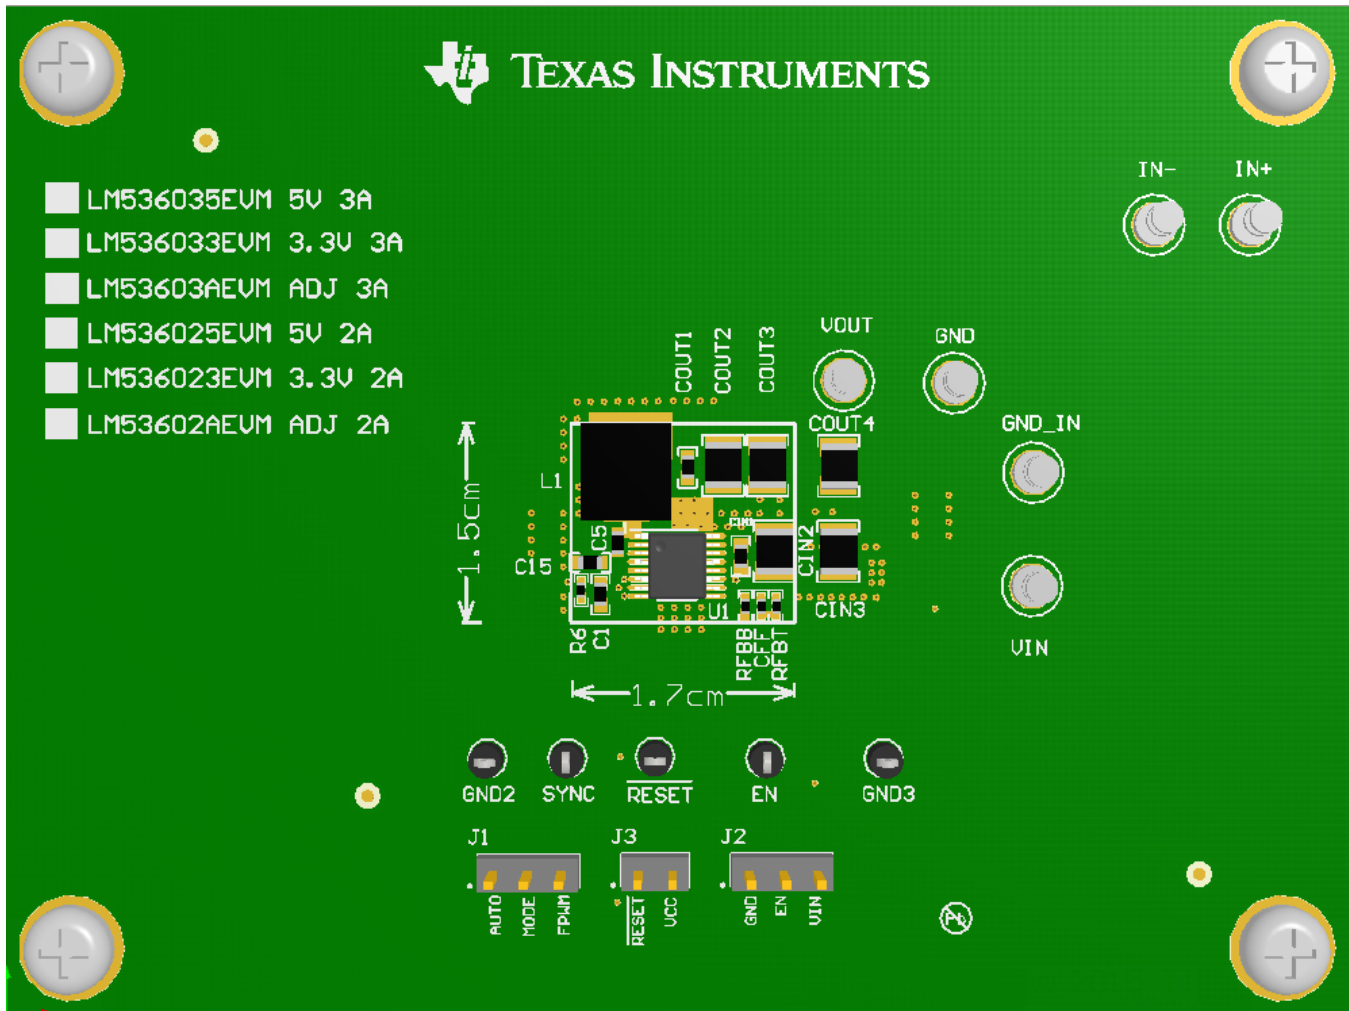 TEXAS INSTRUMENTS
IN- IN+
LM536035EVM 5V 3A
LM536033EVM 3.3V 3A
LM53603AEVM ADJ 3A
LM536025EVM 5V 2A
LM536023EVM 3.3V 2A
LM53602AEVM ADJ 2A
COUT1
COUT2
COUT3
VOUT
GND
COUT4
GND_IN
L1
1.5cm
C5
CIN2
C15
U1
CIN3
R6
C1
RFBB
CFF
RFBT
VIN
1.7cm
GND2 SYNC RESET EN GND3
J1 J3 J2
AUTO
MODE
FPWM
RESET
VCC
GND
EN
VIN